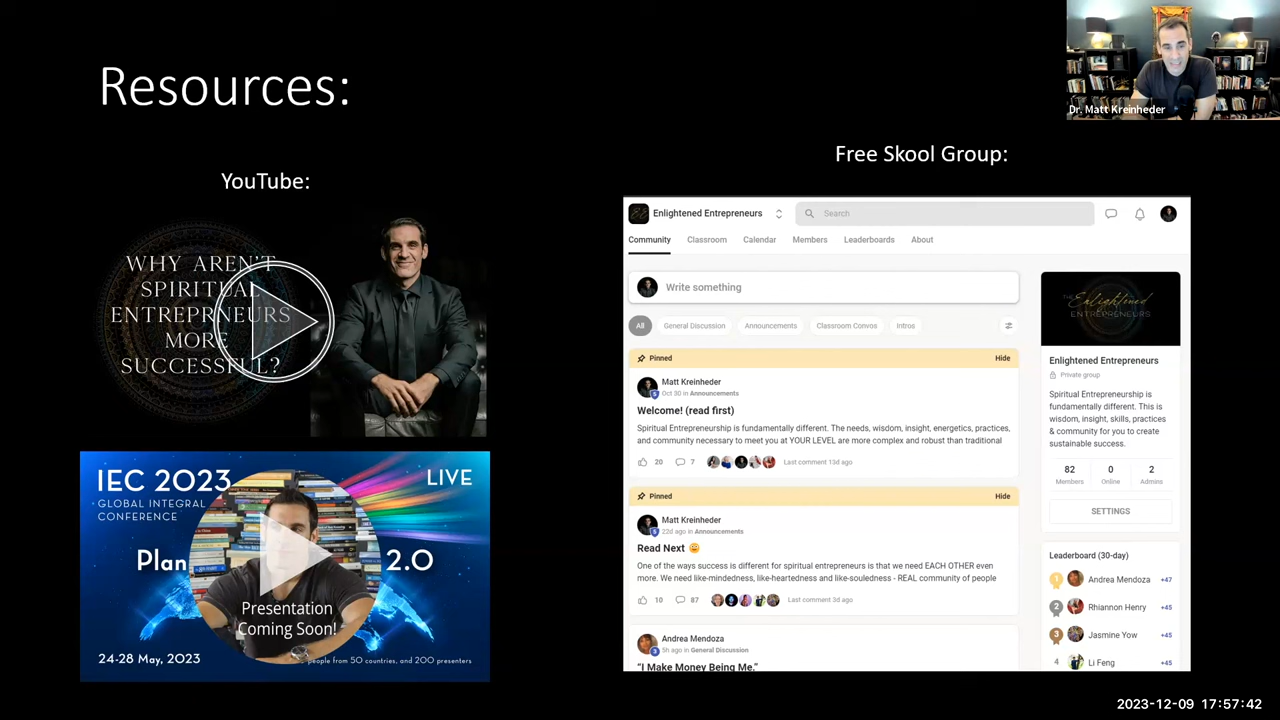 Resources:
Dr. Matt Kreinheder
YouTube:
WHY AREN'T
SPIRITUAL
ENTREPRENEURS
MORE
SUCCESSFUL?
IEC 2023
GLOBAL INTEGRAL
CONFERENCE
LIVE
Plan
2.0
Presentation
Coming Soon!
24-28 May, 2023
people from 50 countries, and 200 presenters
Free Skool Group:
Enlightened Entrepreneurs
Search
Community Classroom Calendar Members Leaderboards About
Write something
All General Discussion Announcements Classroom Convos Intros
Pinned Hide
Matt Kreinheder
Oct 30 in Announcements
Welcome! (read first)
Spiritual Entrepreneurship is fundamentally different. The needs, wisdom, insight, energetics, practices,
and community necessary to meet you at YOUR LEVEL are more complex and robust than traditional
20 7 Last comment 13d ago
Pinned Hide
Matt Kreinheder
22d ago in Announcements
Read Next
One of the ways success is different for spiritual entrepreneurs is that we need EACH OTHER even
more. We need like-mindedness, like-heartedness and like-souledness - REAL community of people
10 87 Last comment 3d ago
Andrea Mendoza
3
5h ago in General Discussion
“I Make Money Being Me.”
THE
Enlightened
ENTREPRENEURS
Enlightened Entrepreneurs
Private group
Spiritual Entrepreneurship is
fundamentally different. This is
wisdom, insight, skills, practices
& community for you to create
sustainable success.
82 0 2
Members Online Admins
SETTINGS
Leaderboard (30-day)
1 Andrea Mendoza +47
2 Rhiannon Henry +45
3 Jasmine Yow +45
4 Li Feng +45
2023-12-09 17:57:42